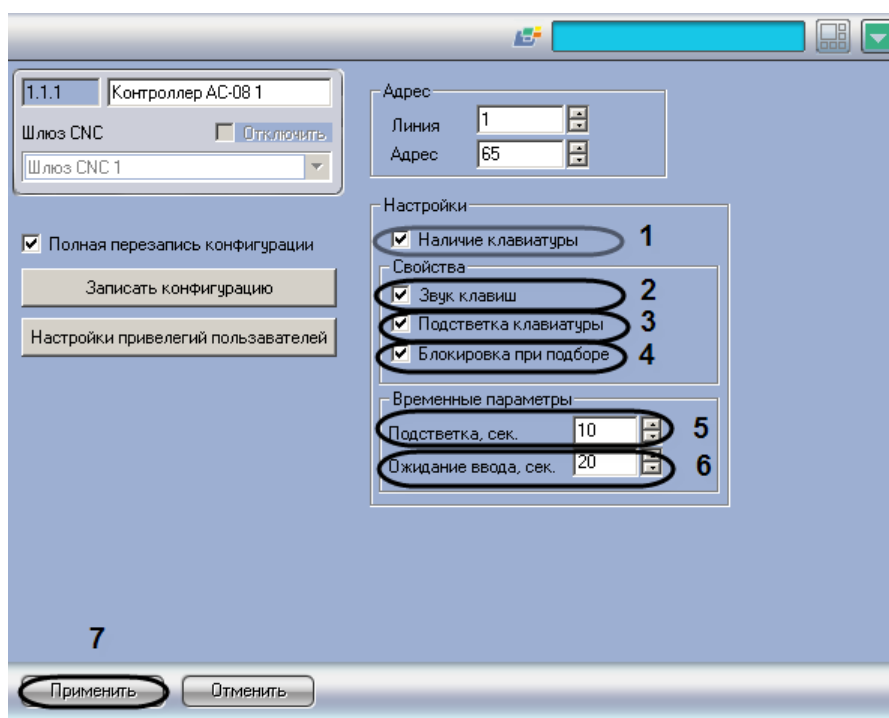 1.1.1 Контроллер АС-08 1
Шлюз CNC Отключить
Шлюз CNC 1
Полная перезапись конфигурации
Записать конфигурацию
Настройки привелегий пользавателей
Адрес
Линия 1
Адрес 65
Настройки
Наличие клавиатуры 1
Свойства
Звук клавиш 2
Подстветка клавиатуры 3
Блокировка при подборе 4
Временные параметры
Подстветка, сек. 10 5
Ожидание ввода, сек. 20 6
7
Применить Отменить